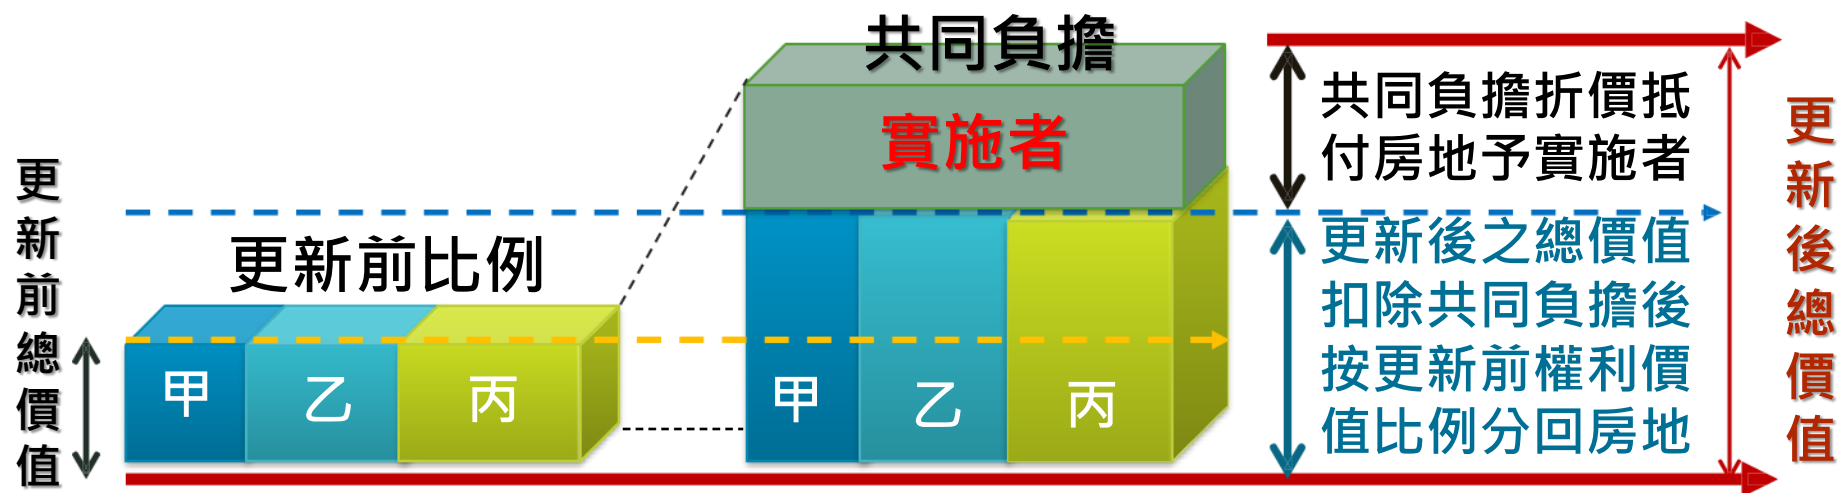 更新前總價值
更新前比例
甲
乙
丙
共同負擔
實施者
甲
乙
丙
共同負擔折價抵
付房地予實施者
更新後之總價值
扣除共同負擔後
按更新前權利價
值比例分回房地
更新後總價值